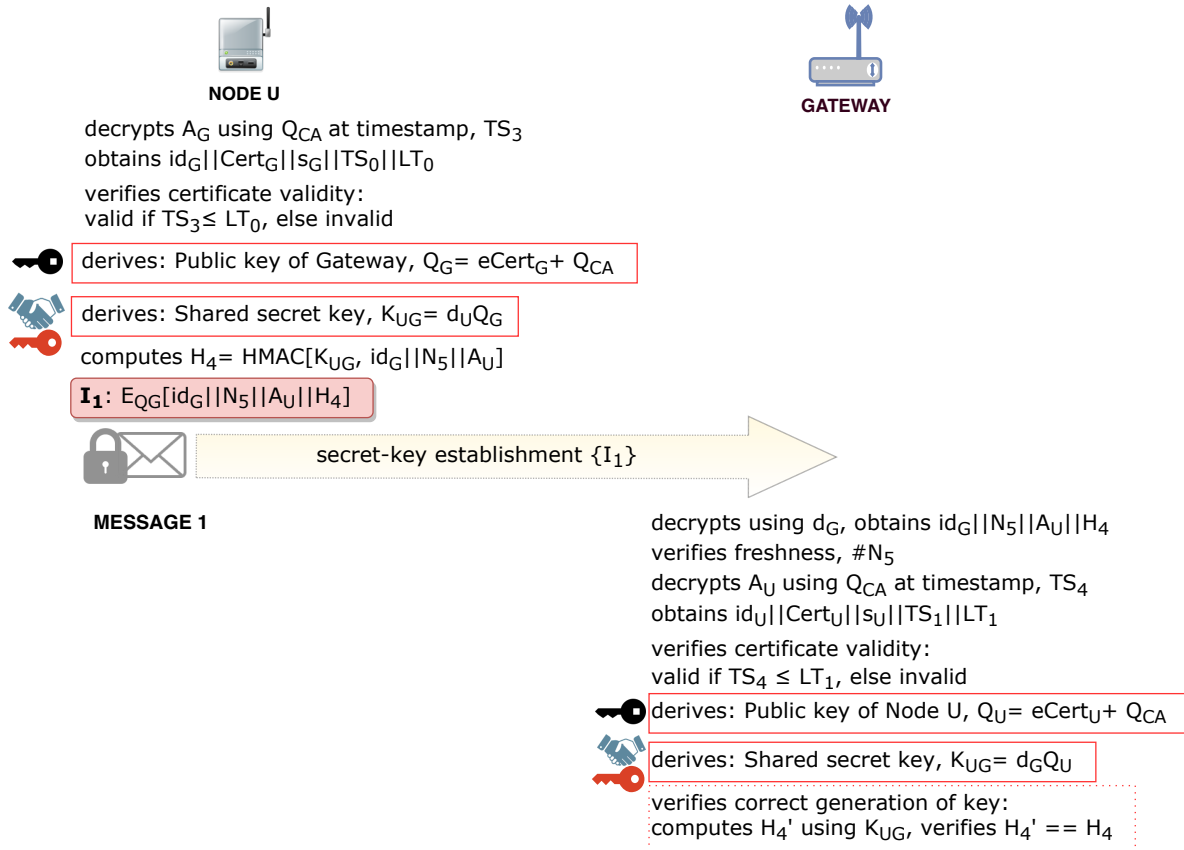 NODE U
GATEWAY
decrypts A_G using Q_CA at timestamp, TS_3
obtains id_G||Cert_G||s_G||TS_0||LT_0
verifies certificate validity:
valid if TS_3≤ LT_0, else invalid
derives: Public key of Gateway, Q_G= eCert_G+ Q_CA
derives: Shared secret key, K_UG= d_UQ_G
computes H_4= HMAC[K_UG, id_G||N_5||A_U]
I_1: E_QG[id_G||N_5||A_U||H_4]
secret-key establishment {I_1}
MESSAGE 1
decrypts using d_G, obtains id_G||N_5||A_U||H_4
verifies freshness, #N_5
decrypts A_U using Q_CA at timestamp, TS_4
obtains id_U||Cert_U||s_U||TS_1||LT_1
verifies certificate validity:
valid if TS_4 ≤ LT_1, else invalid
derives: Public key of Node U, Q_U= eCert_U+ Q_CA
derives: Shared secret key, K_UG= d_GQ_U
verifies correct generation of key:
computes H_4' using K_UG, verifies H_4' == H_4